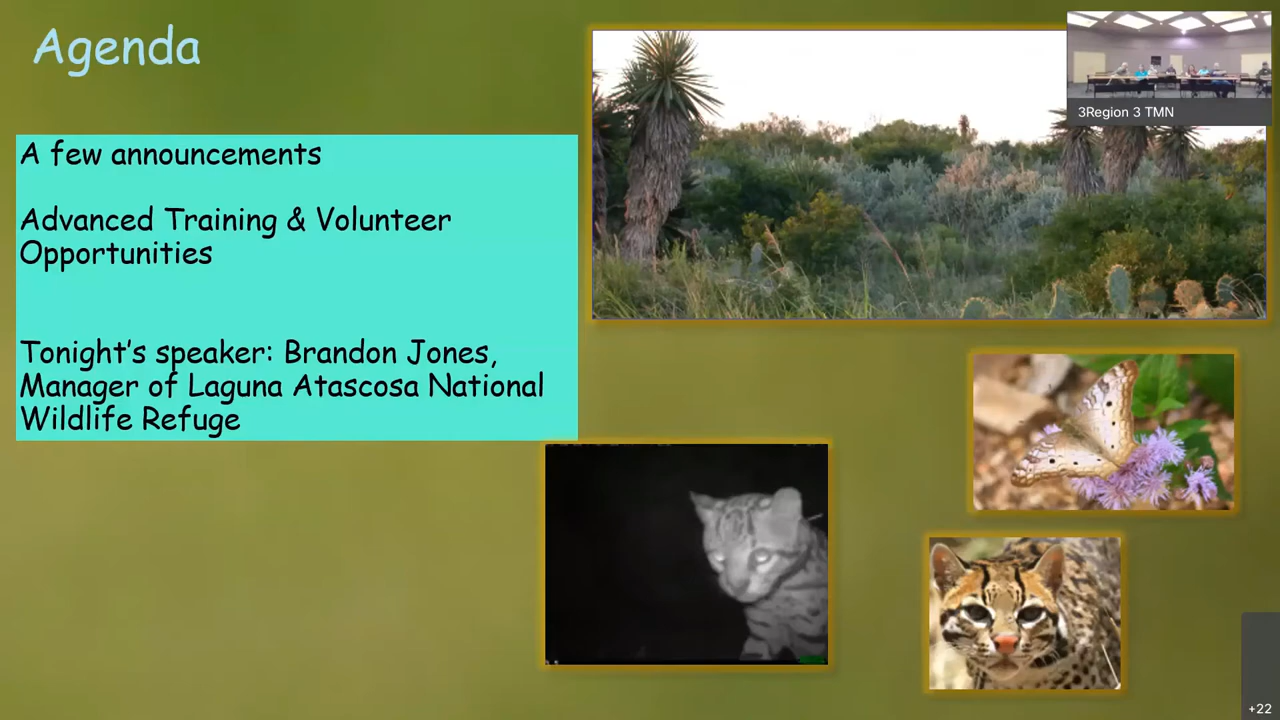 Agenda
A few announcements
Advanced Training & Volunteer
Opportunities
Tonight's speaker: Brandon Jones,
Manager of Laguna Atascosa National
Wildlife Refuge
3Region 3 TMN
+22